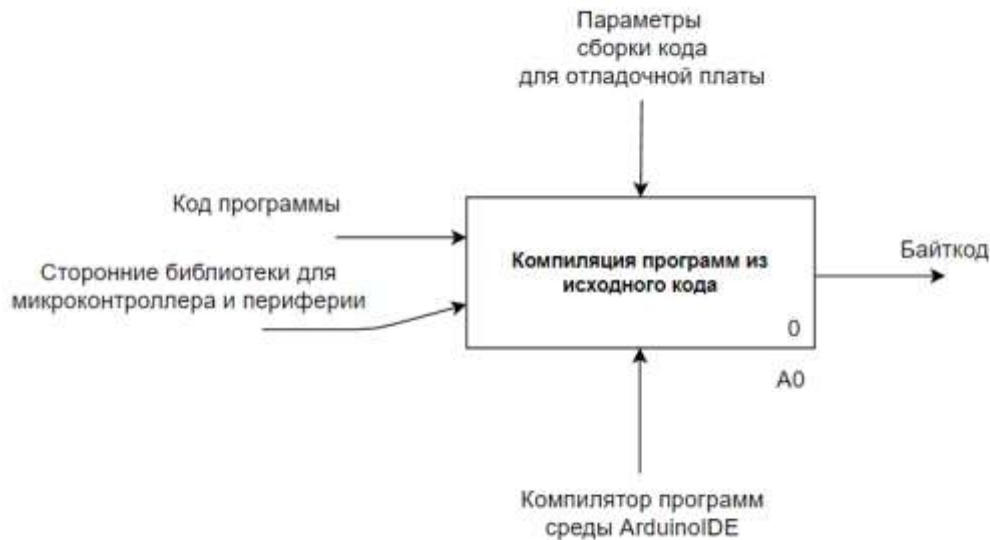 Параметры
сборки кода
для отладочной платы
Код программы
Сторонние библиотеки для
микроконтроллера и периферии
Компиляция программ из
исходного кода
0
Байткод
A0
Компилятор программ
среды ArduinoIDE